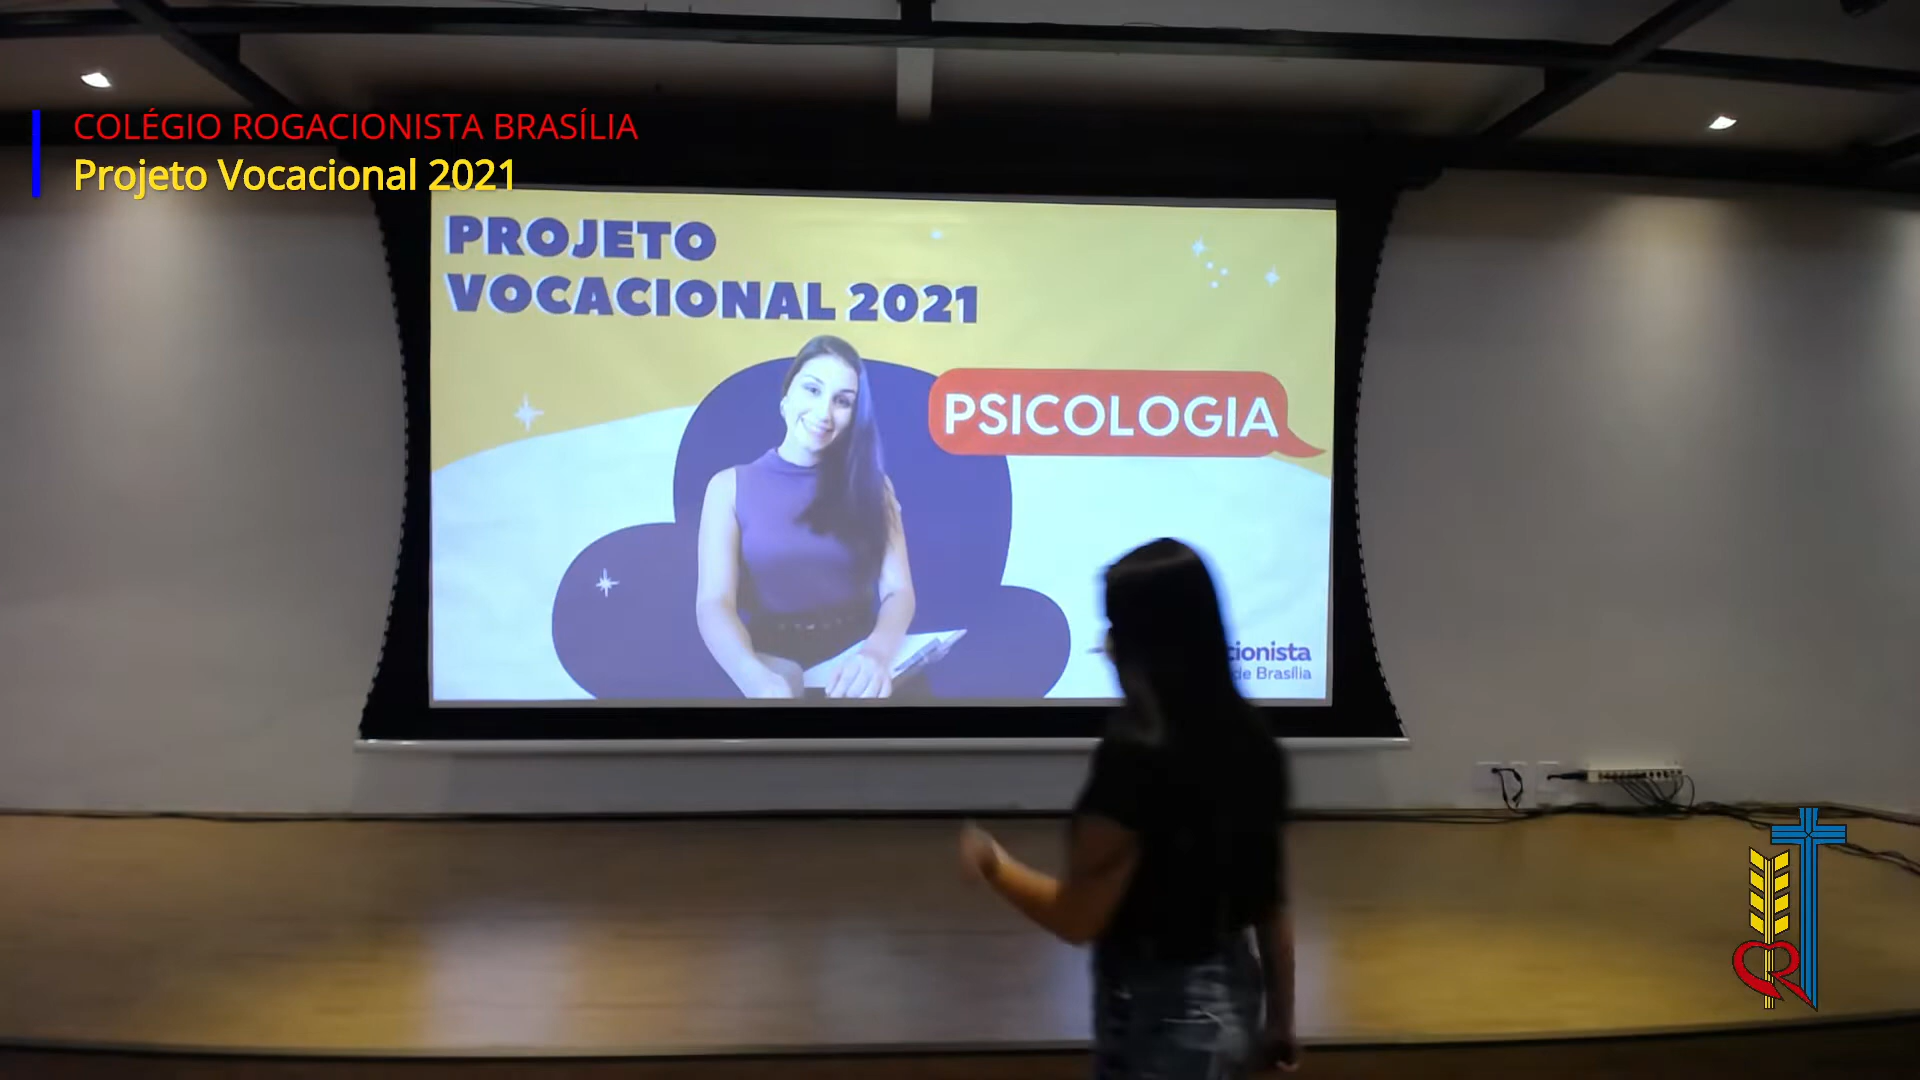 COLÉGIO ROGACIONISTA BRASÍLIA
Projeto Vocacional 2021
PROJETO
VOCACIONAL 2021
PSICOLOGIA
cionista
de Brasília